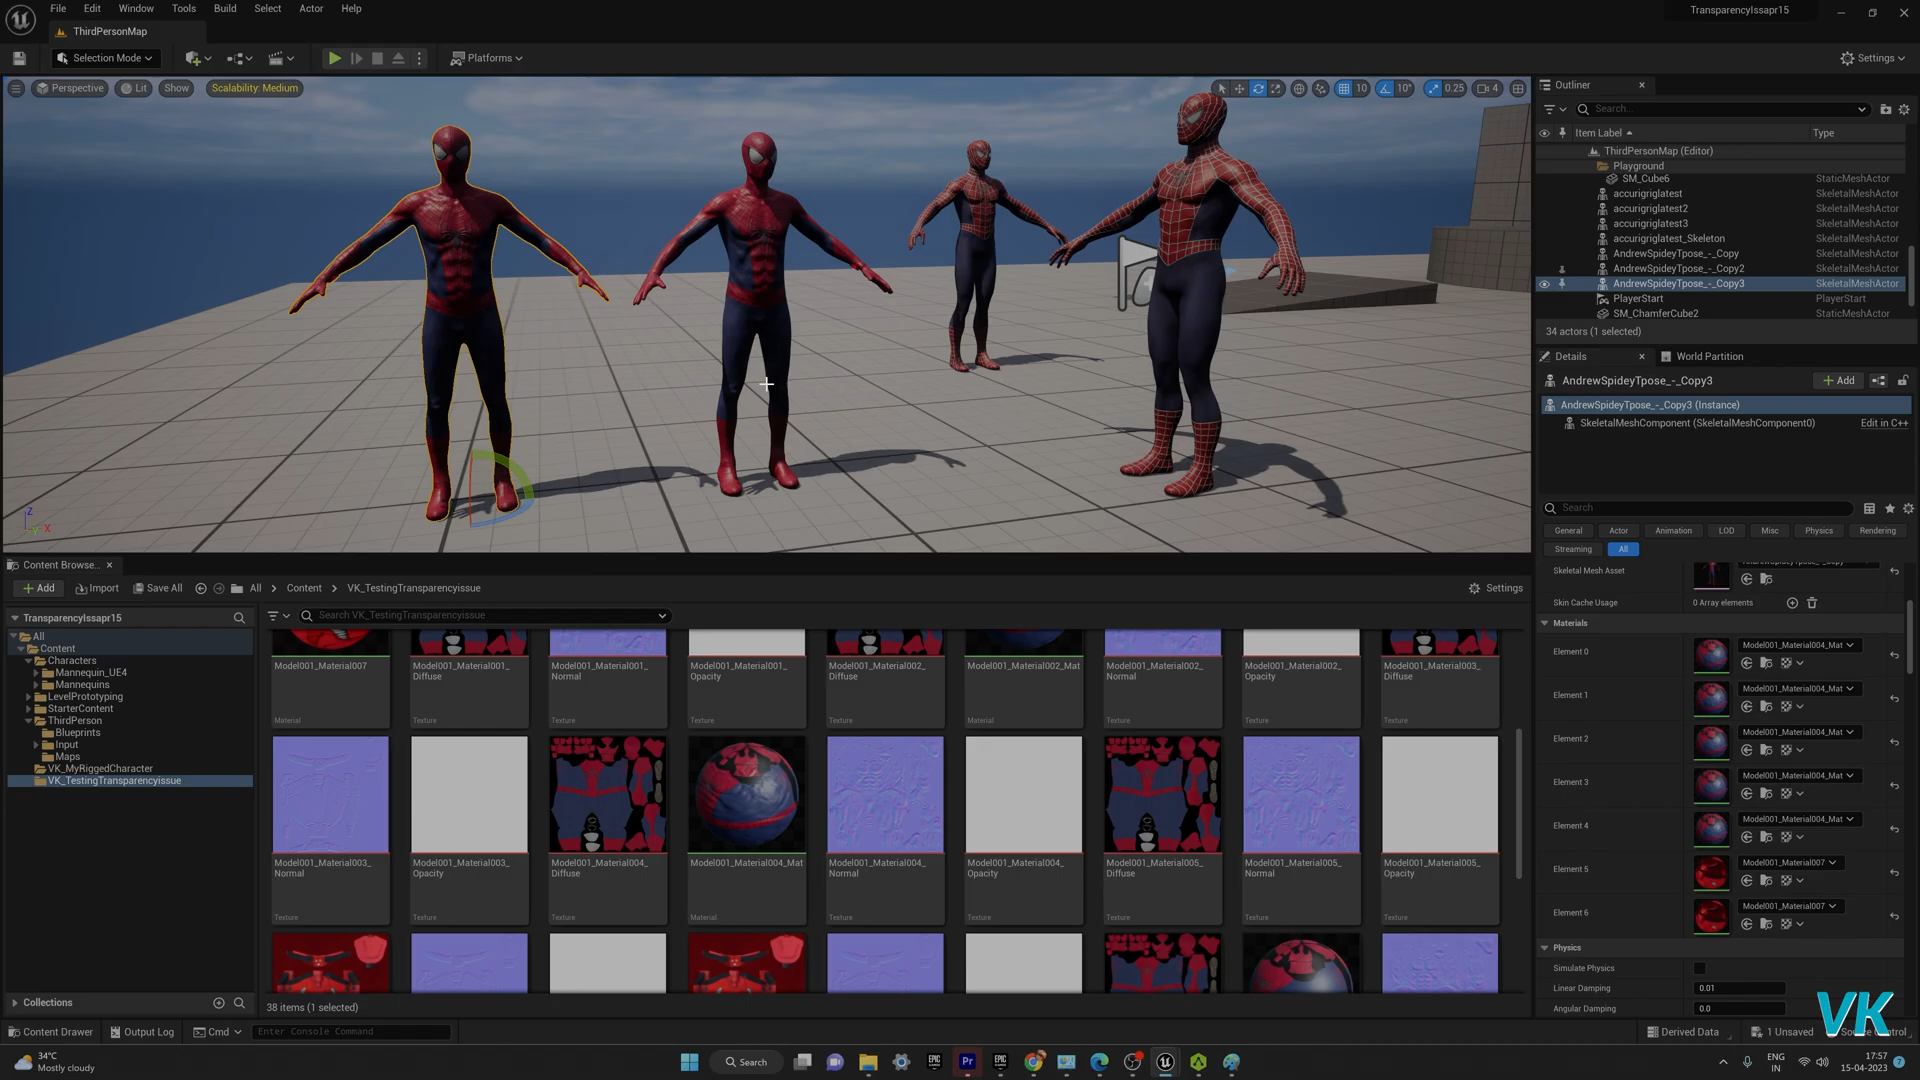 File Edit Window Tools Build Select Actor Help
TransparencyIssapr15
ThirdPersonMap
Selection Mode
Platforms
Settings
Perspective Lit Show Scalability: Medium
10 10° 0.25 4
Outliner
Search...
Item Label Type
ThirdPersonMap (Editor)
Playground
SM_Cube6 StaticMeshActor
accurigriglatest SkeletalMeshActor
accurigriglatest2 SkeletalMeshActor
accurigriglatest3 SkeletalMeshActor
accurigriglatest_Skeleton SkeletalMeshActor
AndrewSpideyTpose_-_Copy SkeletalMeshActor
AndrewSpideyTpose_-_Copy2 SkeletalMeshActor
AndrewSpideyTpose_-_Copy3 SkeletalMeshActor
PlayerStart PlayerStart
SM_ChamferCube2 StaticMeshActor
34 actors (1 selected)
Details World Partition
AndrewSpideyTpose_-_Copy3
Add
AndrewSpideyTpose_-_Copy3 (Instance)
SkeletalMeshComponent (SkeletalMeshComponent0) Edit in C++
Search
General Actor Animation LOD Misc Physics Rendering
Streaming All
Skeletal Mesh Asset
Skin Cache Usage 0 Array elements
Materials
Element 0 Model001_Material004_Mat
Element 1 Model001_Material004_Mat
Element 2 Model001_Material004_Mat
Element 3 Model001_Material004_Mat
Element 4 Model001_Material004_Mat
Element 5 Model001_Material007
Element 6 Model001_Material007
Physics
Simulate Physics
Linear Damping 0.01
Angular Damping 0.0
Z
Y X
Content Browse...
Add Import Save All All Content VK_TestingTransparencyissue Settings
TransparencyIssapr15
Search VK_TestingTransparencyissue
All
Content
Characters
Mannequin_UE4
Mannequins
LevelPrototyping
StarterContent
ThirdPerson
Blueprints
Input
Maps
VK_MyRiggedCharacter
VK_TestingTransparencyissue
Collections
Model001_Material007
Material
Model001_Material001_
Diffuse
Texture
Model001_Material001_
Normal
Texture
Model001_Material001_
Opacity
Texture
Model001_Material002_
Diffuse
Texture
Model001_Material002_Mat
Material
Model001_Material002_
Normal
Texture
Model001_Material002_
Opacity
Texture
Model001_Material003_
Diffuse
Texture
Model001_Material003_
Normal
Texture
Model001_Material003_
Opacity
Texture
Model001_Material004_
Diffuse
Texture
Model001_Material004_Mat
Material
Model001_Material004_
Normal
Texture
Model001_Material004_
Opacity
Texture
Model001_Material005_
Diffuse
Texture
Model001_Material005_
Normal
Texture
Model001_Material005_
Opacity
Texture
38 items (1 selected)
Content Drawer Output Log Cmd Enter Console Command
Derived Data 1 Unsaved
VK
34°C
Mostly cloudy
Search
EPIC
GAMES
Pr
EPIC
GAMES
ENG
IN
17:57
15-04-2023
7